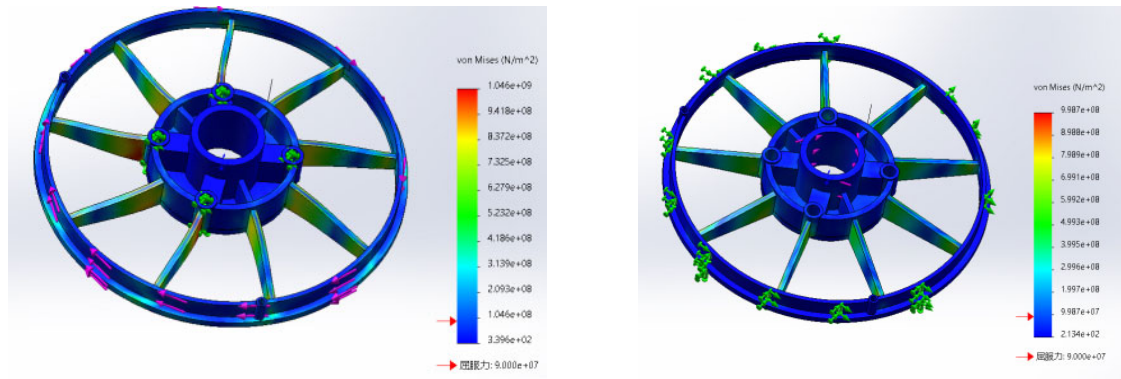 von Mises (N/m^2)
1.046e+09
9.418e+08
8.372e+08
7.325e+08
6.279e+08
5.232e+08
4.186e+08
3.139e+08
2.093e+08
1.046e+08
3.396e+02
屈服力: 9.000e+07
von Mises (N/m^2)
9.987e+08
8.988e+08
7.989e+08
6.991e+08
5.992e+08
4.993e+08
3.995e+08
2.996e+08
1.997e+08
9.987e+07
2.134e+02
屈服力: 9.000e+07